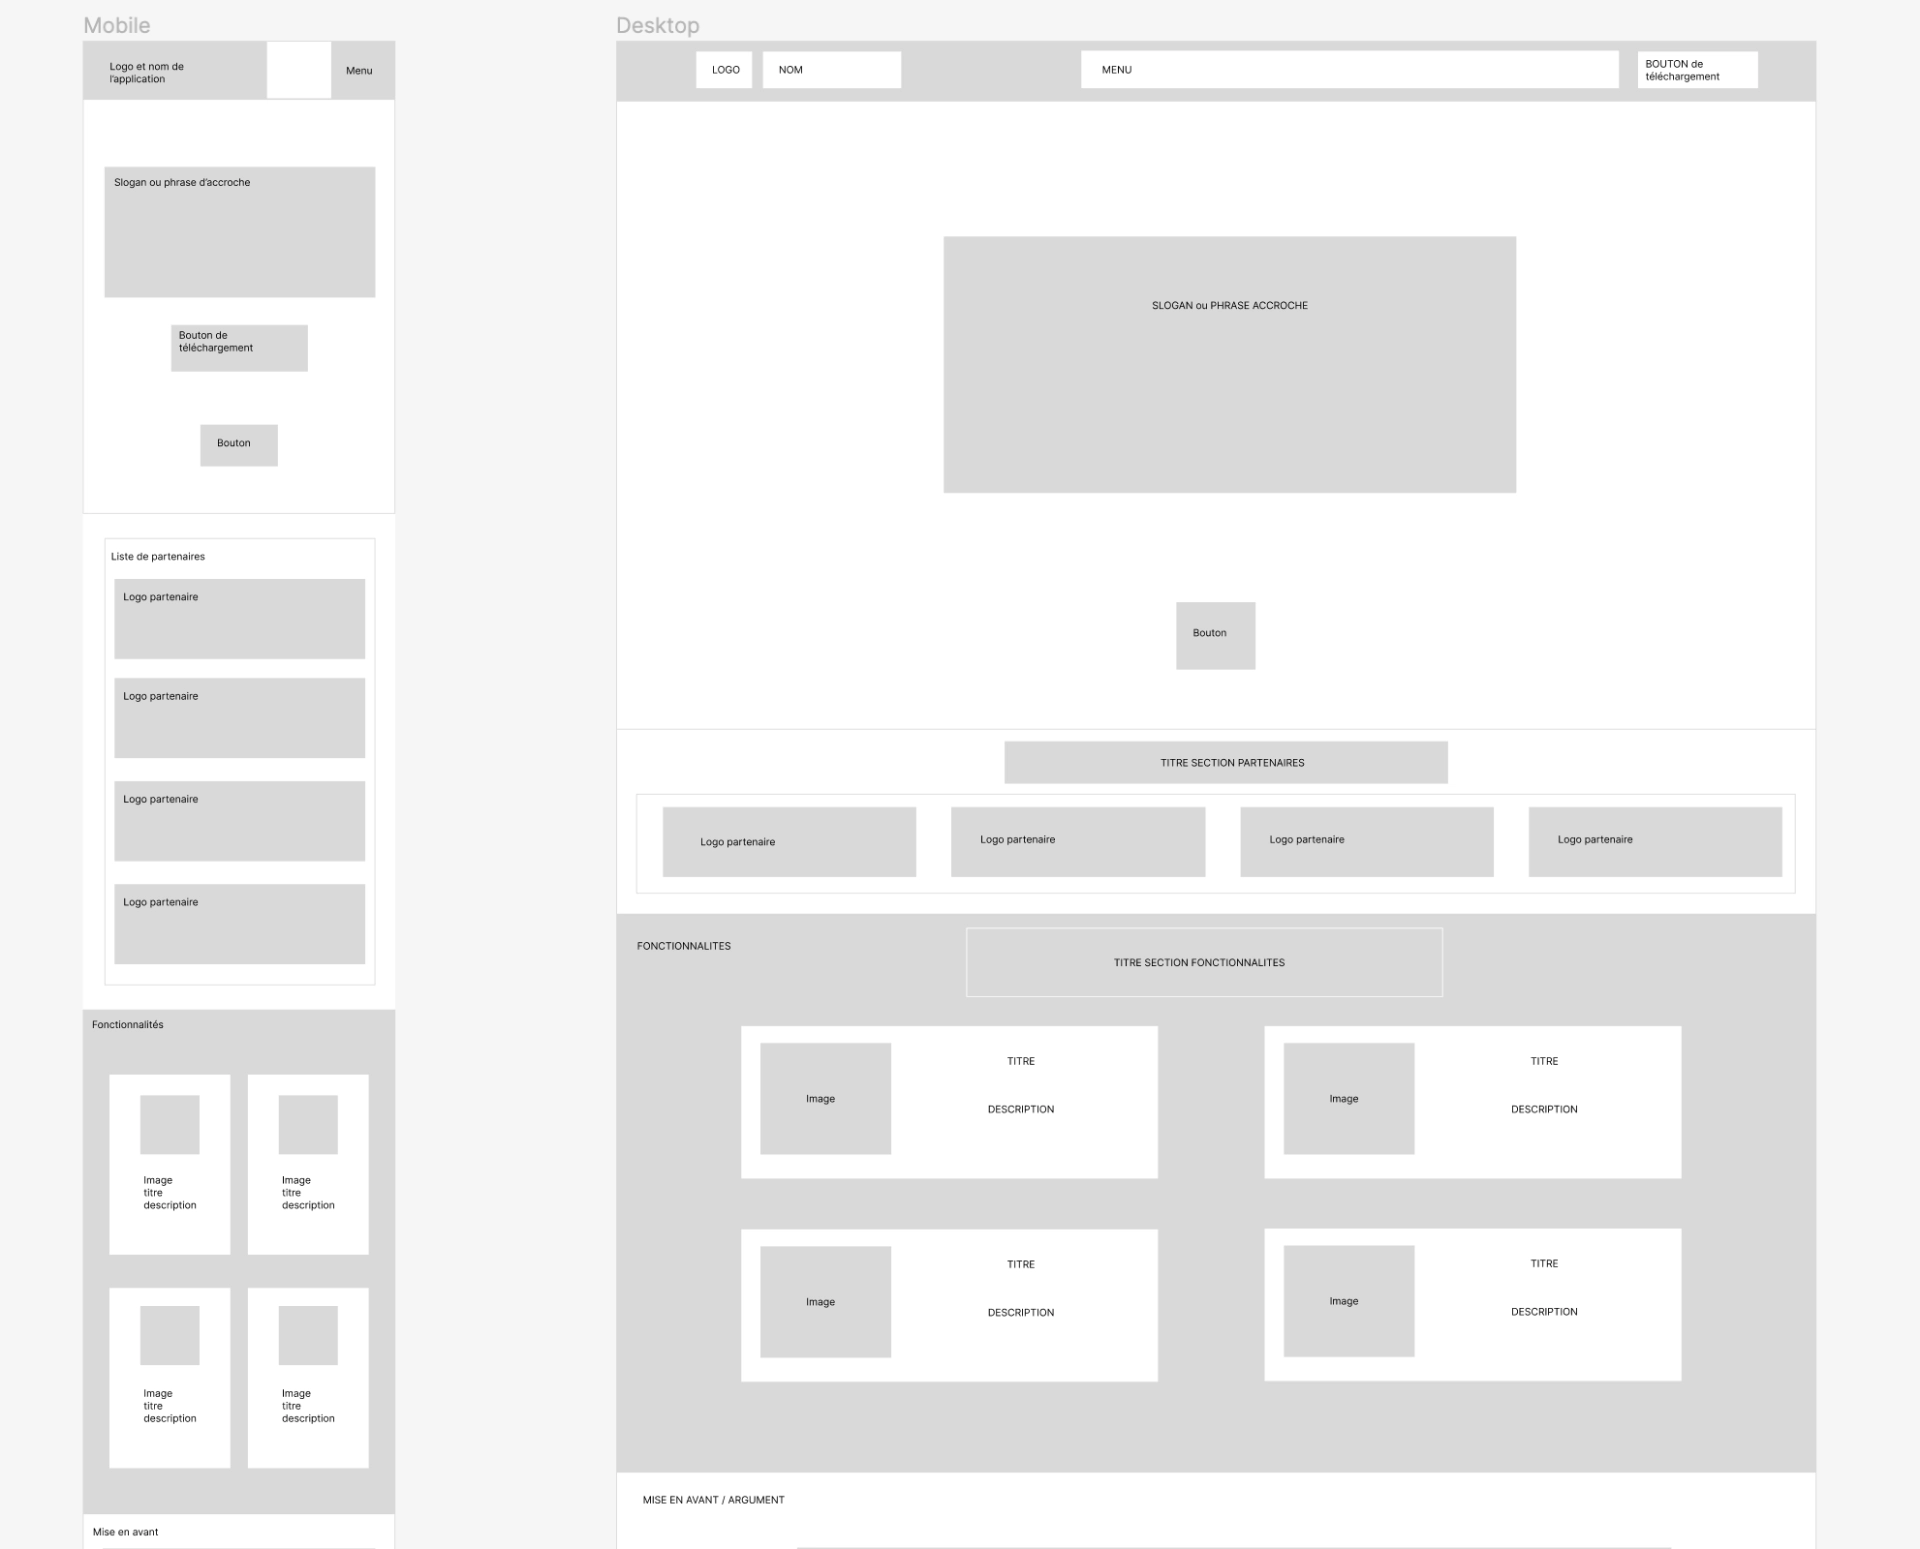 Mobile
Logo et nom de
l'application
Menu
Slogan ou phrase d'accroche
Bouton de
téléchargement
Bouton
Liste de partenaires
Logo partenaire
Logo partenaire
Logo partenaire
Logo partenaire
Fonctionnalités
Image
titre
description
Image
titre
description
Image
titre
description
Image
titre
description
Mise en avant
Desktop
LOGO
NOM
MENU
BOUTON de
téléchargement
SLOGAN ou PHRASE ACCROCHE
Bouton
TITRE SECTION PARTENAIRES
Logo partenaire
Logo partenaire
Logo partenaire
Logo partenaire
FONCTIONNALITES
TITRE SECTION FONCTIONNALITES
Image
TITRE
DESCRIPTION
Image
TITRE
DESCRIPTION
Image
TITRE
DESCRIPTION
Image
TITRE
DESCRIPTION
MISE EN AVANT / ARGUMENT